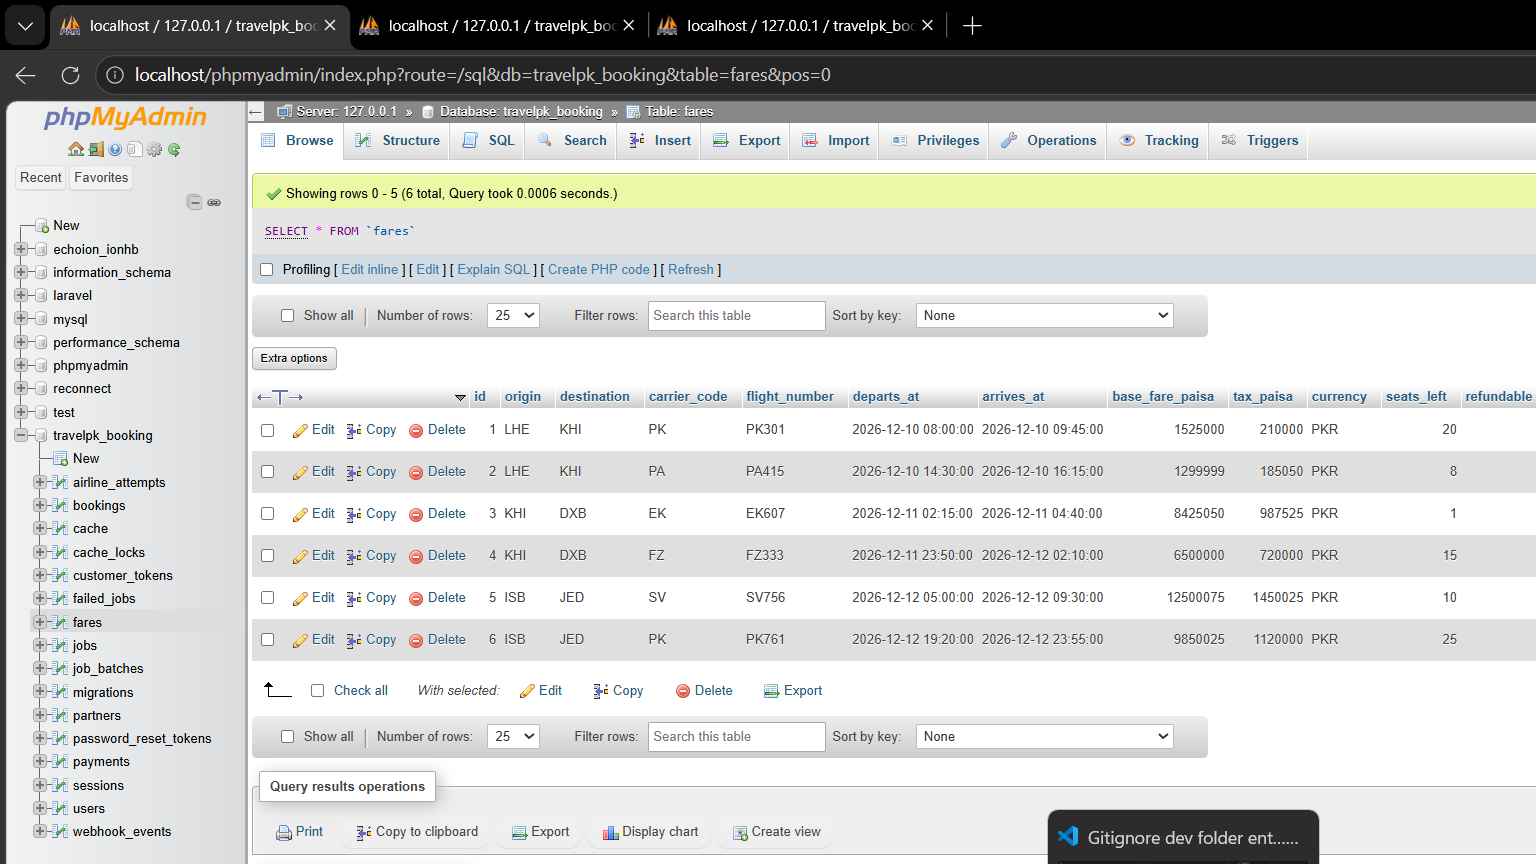 localhost / 127.0.0.1 / travelpk_boo
localhost / 127.0.0.1 / travelpk_boo
localhost / 127.0.0.1 / travelpk_boo
localhost/phpmyadmin/index.php?route=/sql&db=travelpk_booking&table=fares&pos=0
phpMyAdmin
Recent Favorites
New
echoion_ionhb
information_schema
laravel
mysql
performance_schema
phpmyadmin
reconnect
test
travelpk_booking
New
airline_attempts
bookings
cache
cache_locks
customer_tokens
failed_jobs
fares
jobs
job_batches
migrations
partners
password_reset_tokens
payments
sessions
users
webhook_events
Server: 127.0.0.1 » Database: travelpk_booking » Table: fares
Browse Structure SQL Search Insert Export Import Privileges Operations Tracking Triggers
Showing rows 0 - 5 (6 total, Query took 0.0006 seconds.)
SELECT * FROM `fares`
Profiling [ Edit inline ] [ Edit ] [ Explain SQL ] [ Create PHP code ] [ Refresh ]
Show all Number of rows: 25 Filter rows: Search this table Sort by key: None
Extra options
id origin destination carrier_code flight_number departs_at arrives_at base_fare_paisa tax_paisa currency seats_left refundable
Edit Copy Delete 1 LHE KHI PK PK301 2026-12-10 08:00:00 2026-12-10 09:45:00 1525000 210000 PKR 20
Edit Copy Delete 2 LHE KHI PA PA415 2026-12-10 14:30:00 2026-12-10 16:15:00 1299999 185050 PKR 8
Edit Copy Delete 3 KHI DXB EK EK607 2026-12-11 02:15:00 2026-12-11 04:40:00 8425050 987525 PKR 1
Edit Copy Delete 4 KHI DXB FZ FZ333 2026-12-11 23:50:00 2026-12-12 02:10:00 6500000 720000 PKR 15
Edit Copy Delete 5 ISB JED SV SV756 2026-12-12 05:00:00 2026-12-12 09:30:00 12500075 1450025 PKR 10
Edit Copy Delete 6 ISB JED PK PK761 2026-12-12 19:20:00 2026-12-12 23:55:00 9850025 1120000 PKR 25
Check all With selected: Edit Copy Delete Export
Show all Number of rows: 25 Filter rows: Search this table Sort by key: None
Query results operations
Print Copy to clipboard Export Display chart Create view
Gitignore dev folder ent......